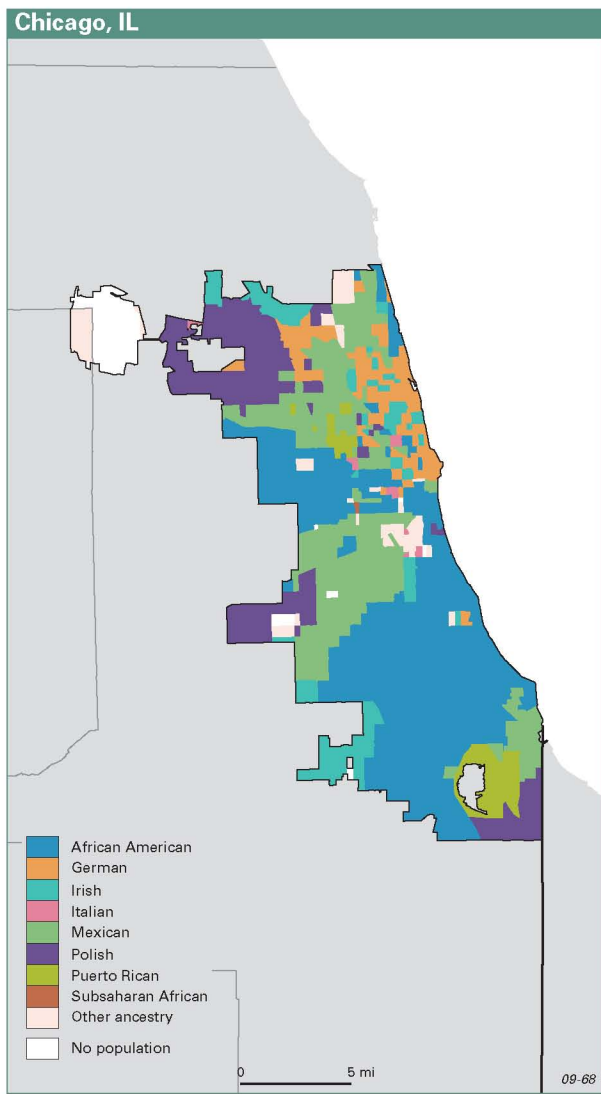 Chicago, IL
African American
German
Irish
Italian
Mexican
Polish
Puerto Rican
Subsaharan African
Other ancestry
No population
0 5 mi
09-68